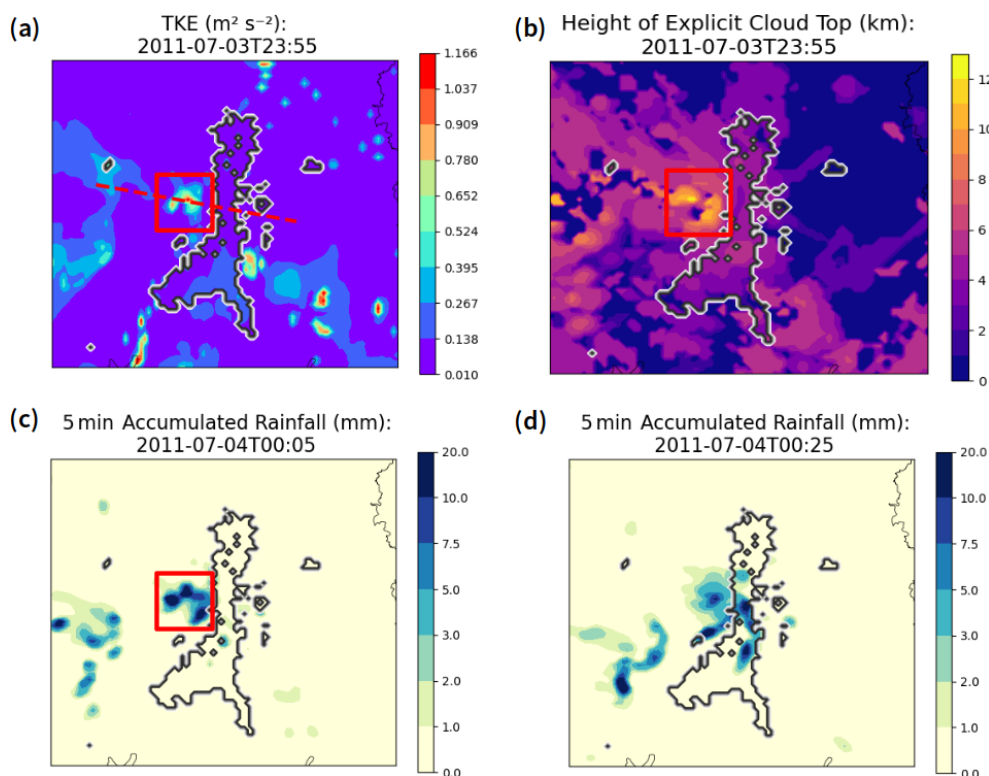 (a)
TKE (m² s⁻²):
2011-07-03T23:55
1.166
1.037
0.909
0.780
0.652
0.524
0.395
0.267
0.138
0.010
(b)
Height of Explicit Cloud Top (km):
2011-07-03T23:55
12
10
8
6
4
2
0
(c)
5 min Accumulated Rainfall (mm):
2011-07-04T00:05
20.0
10.0
7.5
5.0
3.0
2.0
1.0
0.0
(d)
5 min Accumulated Rainfall (mm):
2011-07-04T00:25
20.0
10.0
7.5
5.0
3.0
2.0
1.0
0.0